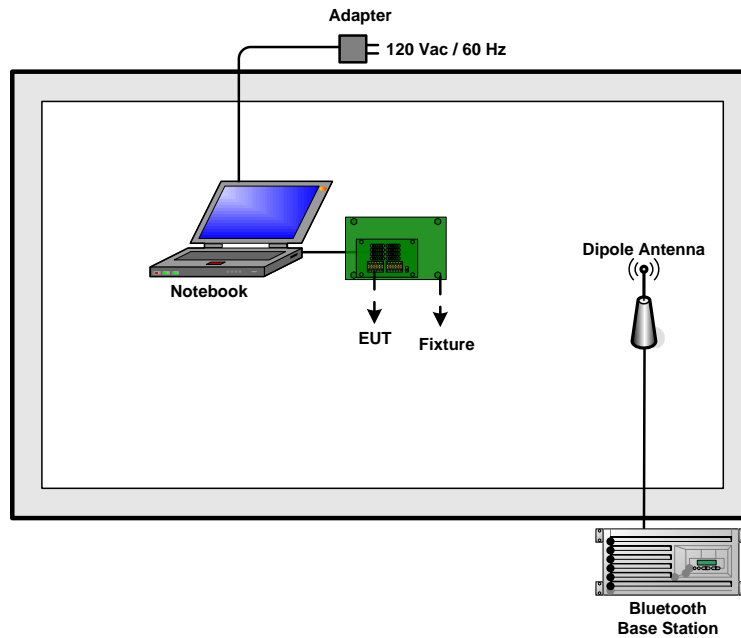 Adapter
120 Vac / 60 Hz
Dipole Antenna
Notebook
EUT
Fixture
Bluetooth
Base Station